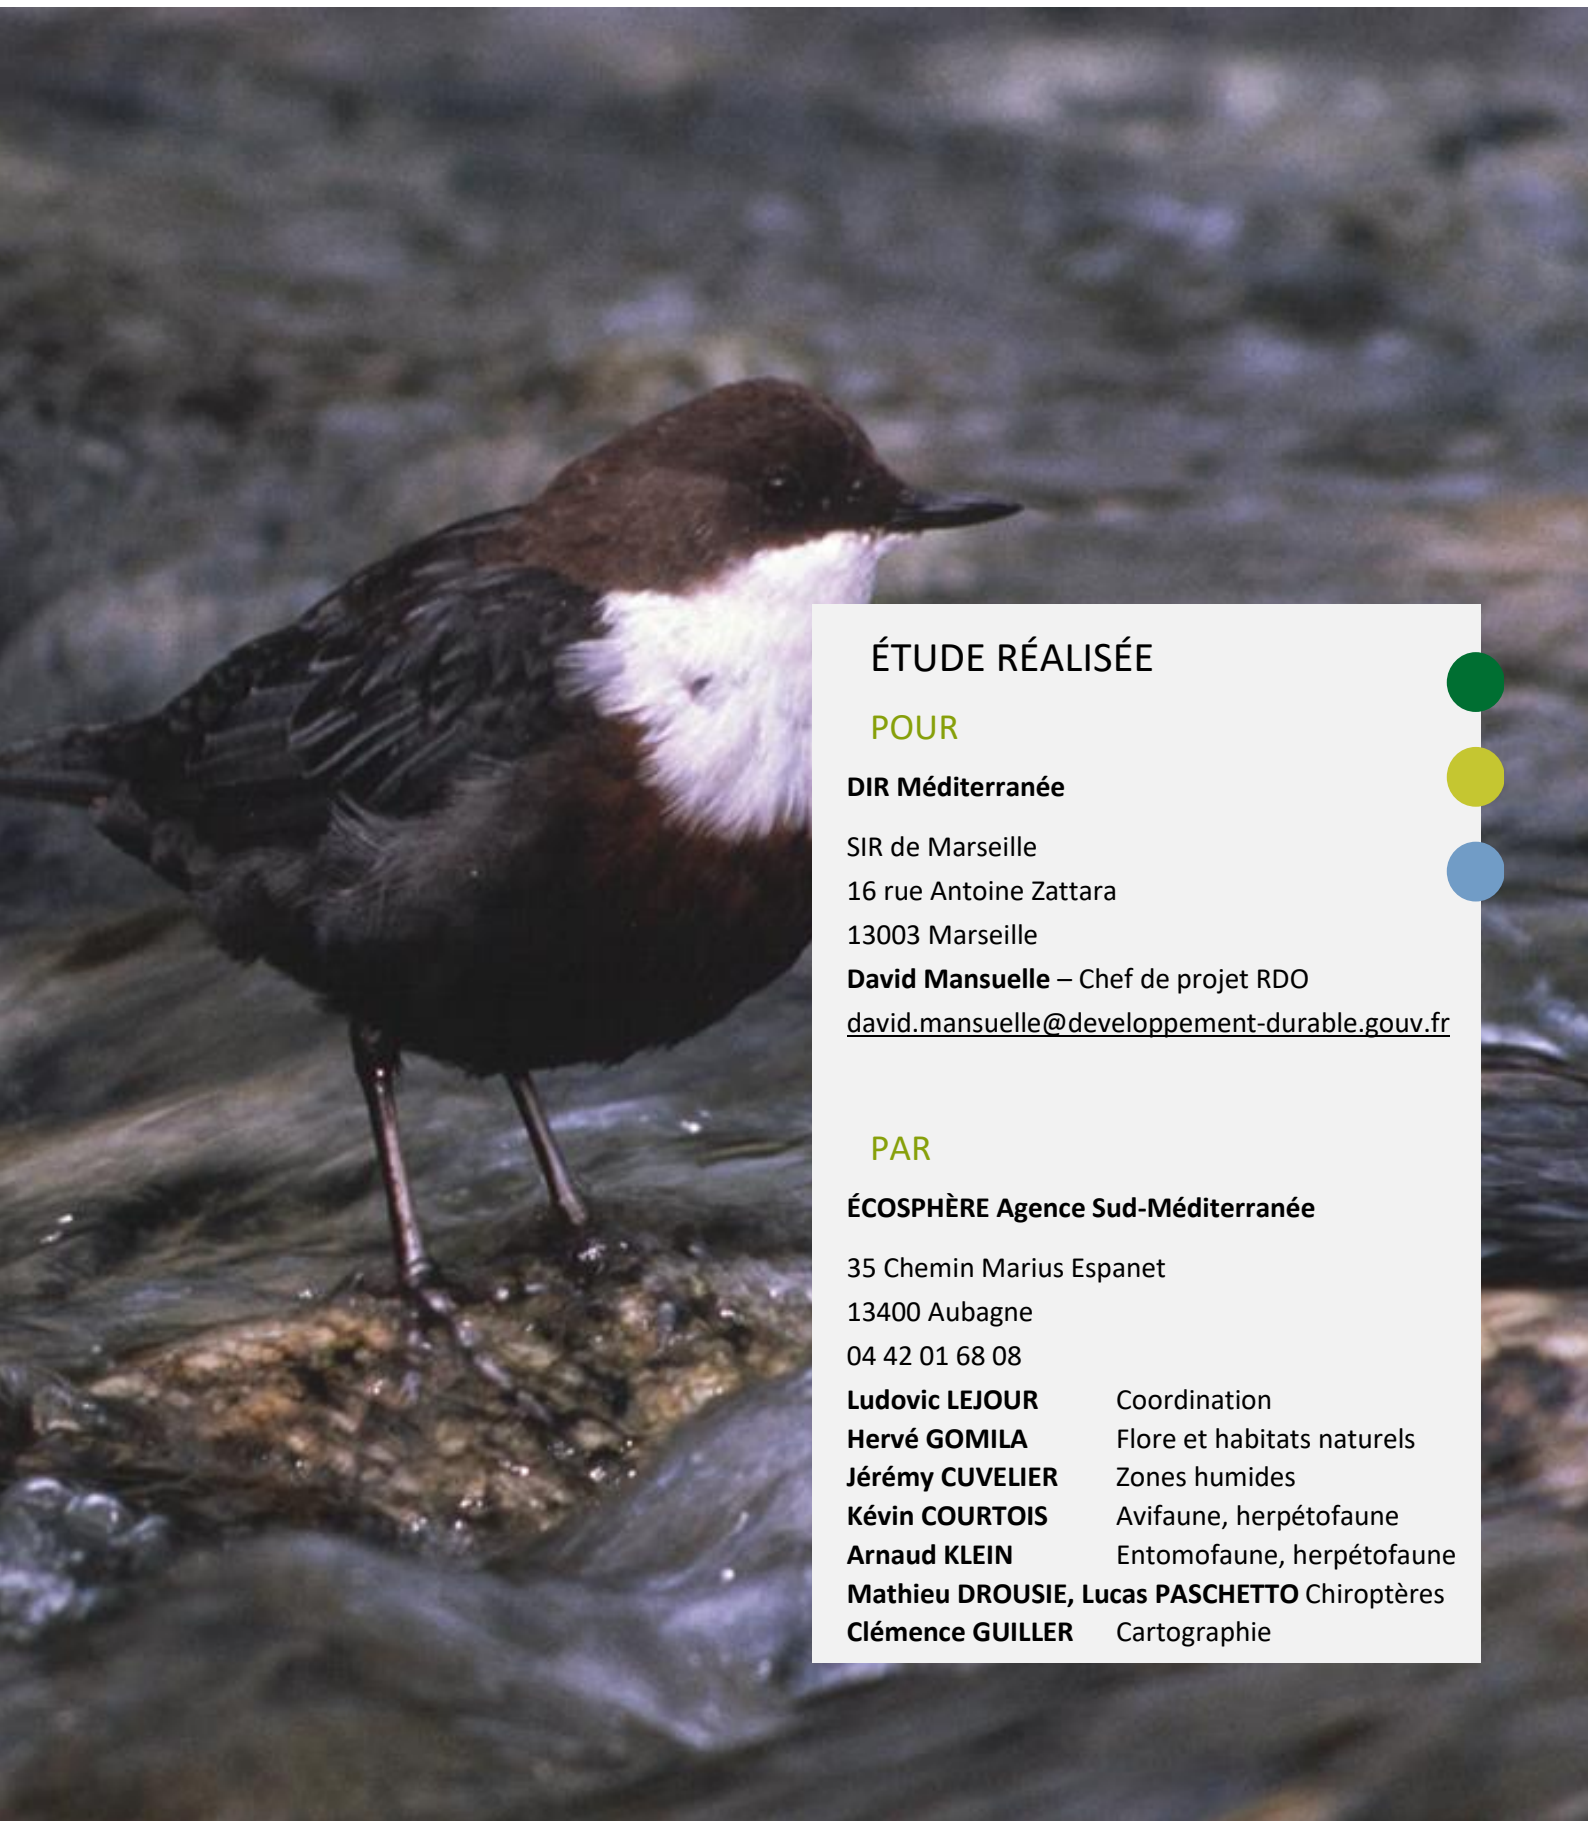 ÉTUDE RÉALISÉE
POUR
DIR Méditerranée
SIR de Marseille
16 rue Antoine Zattara
13003 Marseille
David Mansuelle – Chef de projet RDO
david.mansuelle@developpement-durable.gouv.fr
PAR
ÉCOSPHÈRE Agence Sud-Méditerranée
35 Chemin Marius Espanet
13400 Aubagne
04 42 01 68 08
Ludovic LEJOUR Coordination
Hervé GOMILA Flore et habitats naturels
Jérémy CUVELIER Zones humides
Kévin COURTOIS Avifaune, herpétofaune
Arnaud KLEIN Entomofaune, herpétofaune
Mathieu DROUSIE, Lucas PASCHETTO Chiroptères
Clémence GUILLER Cartographie